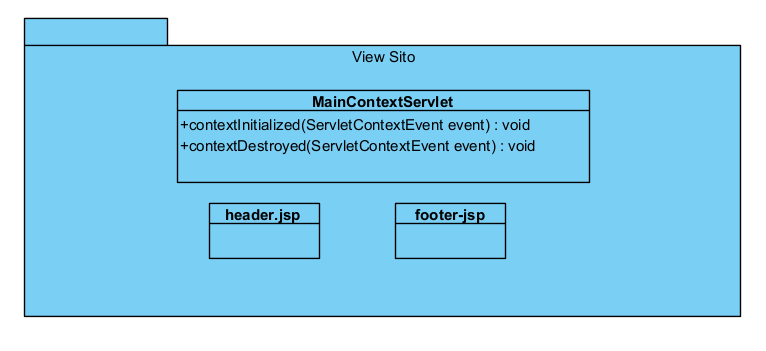 View Sito
MainContextServlet
+contextInitialized(ServletContextEvent event) : void
+contextDestroyed(ServletContextEvent event) : void
header.jsp
footer-jsp